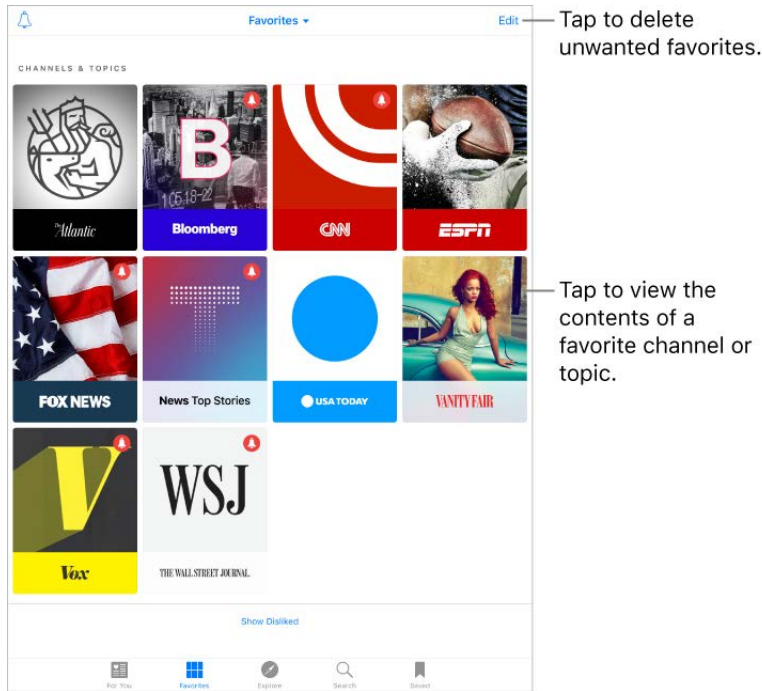 Favorites
Edit
Tap to delete
unwanted favorites.
CHANNELS & TOPICS
B
10518-22
The Atlantic
Bloomberg
CNN
ESPN
Tap to view the
contents of a
favorite channel or
topic.
T
FOX NEWS
News Top Stories
USA TODAY
VANITY FAIR
V
WSJ
Vox
THE WALL STREET JOURNAL.
Show Disliked
For You
Favorites
Explore
Search
Saved